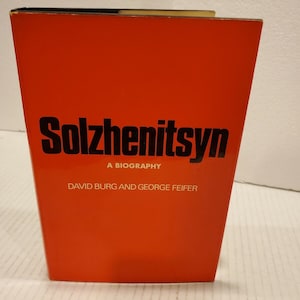 Solzhenitsyn
A BIOGRAPHY
DAVID BURG AND GEORGE FEIFER